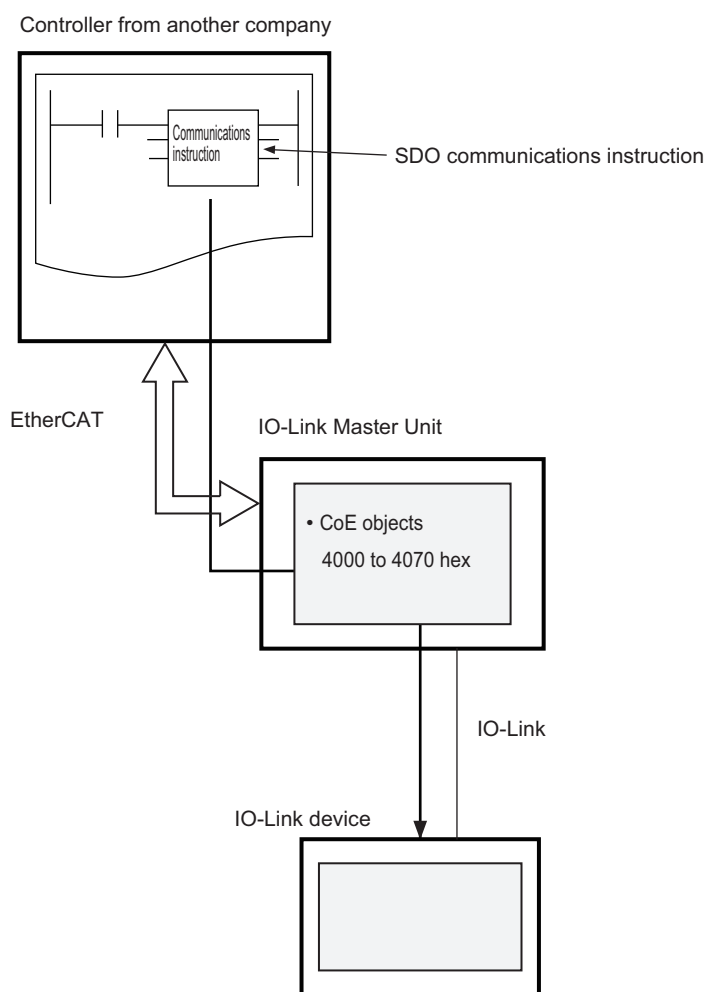 Controller from another company
Communications
instruction
SDO communications instruction
EtherCAT
IO-Link Master Unit
• CoE objects
4000 to 4070 hex
IO-Link
IO-Link device